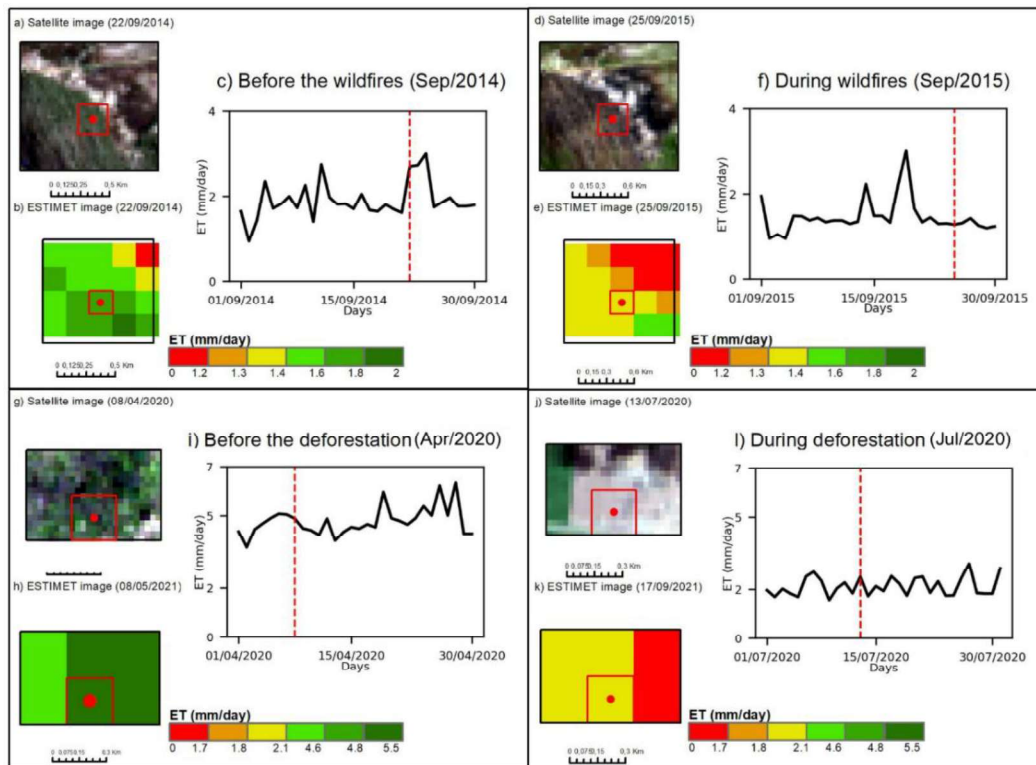 a) Satellite image (22/09/2014)
c) Before the wildfires (Sep/2014)
4
2
0
ET (mm/day)
01/09/2014
15/09/2014
30/09/2014
Days
0 0,125 0,25 0,5 Km
b) ESTIMET image (22/09/2014)
0 0,125 0,25 0,5 Km
ET (mm/day)
0 1.2 1.3 1.4 1.6 1.8 2
d) Satellite image (25/09/2015)
f) During wildfires (Sep/2015)
4
2
0
ET (mm/day)
01/09/2015
15/09/2015
30/09/2015
Days
0 0,15 0,3 0,6 Km
e) ESTIMET image (25/09/2015)
0 0,15 0,3 0,6 Km
ET (mm/day)
0 1.2 1.3 1.4 1.6 1.8 2
g) Satellite image (08/04/2020)
i) Before the deforestation (Apr/2020)
7
5
2
0
ET (mm/day)
01/04/2020
15/04/2020
30/04/2020
Days
h) ESTIMET image (08/05/2021)
0 0,075 0,15 0,3 Km
ET (mm/day)
0 1.7 1.8 2.1 4.6 4.8 5.5
j) Satellite image (13/07/2020)
l) During deforestation (Jul/2020)
7
5
2
0
ET (mm/day)
01/07/2020
15/07/2020
30/07/2020
Days
0 0,075 0,15 0,3 Km
k) ESTIMET image (17/09/2021)
0 0,075 0,15 0,3 Km
ET (mm/day)
0 1.7 1.8 2.1 4.6 4.8 5.5